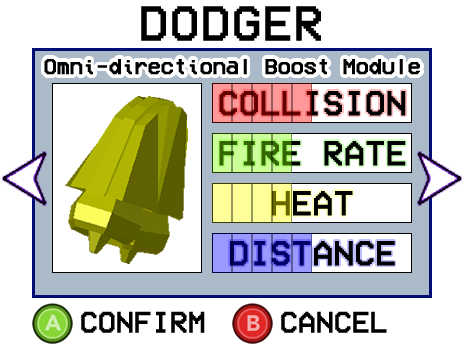 DODGER
Omni-directional Boost Module
COLLISION
FIRE RATE
HEAT
DISTANCE
A CONFIRM B CANCEL